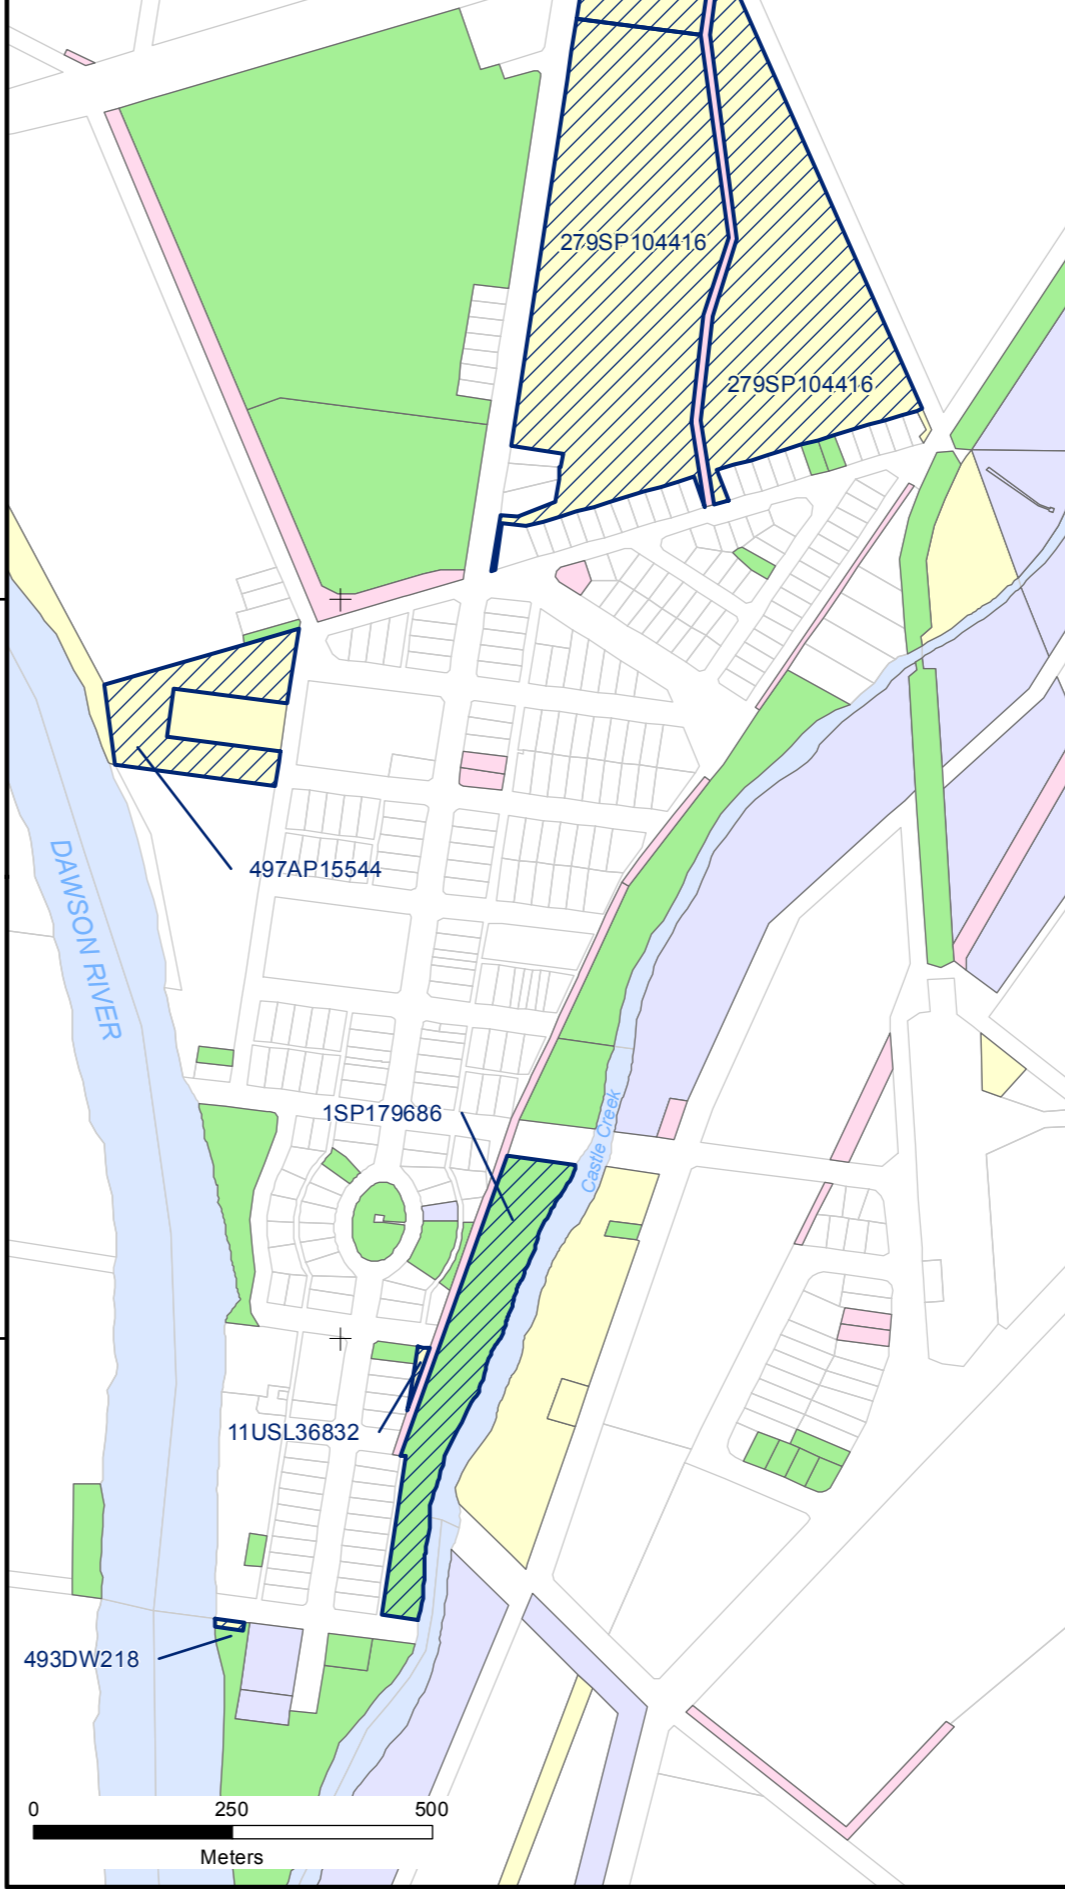 279SP104416
279SP104416
497AP15544
DAWSON RIVER
1SP179686
Castle Creek
11USL36832
493DW218
0 250 500
Meters